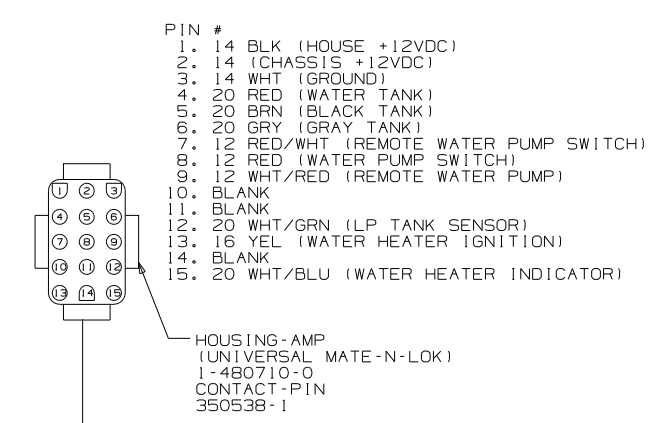 PIN #
1. 14 BLK (HOUSE +12VDC)
2. 14 (CHASSIS +12VDC)
3. 14 WHT (GROUND)
4. 20 RED (WATER TANK)
5. 20 BRN (BLACK TANK)
6. 20 GRY (GRAY TANK)
7. 12 RED/WHT (REMOTE WATER PUMP SWITCH)
8. 12 RED (WATER PUMP SWITCH)
9. 12 WHT/RED (REMOTE WATER PUMP)
10. BLANK
11. BLANK
12. 20 WHT/GRN (LP TANK SENSOR)
13. 16 YEL (WATER HEATER IGNITION)
14. BLANK
15. 20 WHT/BLU (WATER HEATER INDICATOR)
1 2 3
4 5 6
7 8 9
10 11 12
13 14 15
HOUSING-AMP
(UNIVERSAL MATE-N-LOK)
1-480710-0
CONTACT-PIN
350538-1